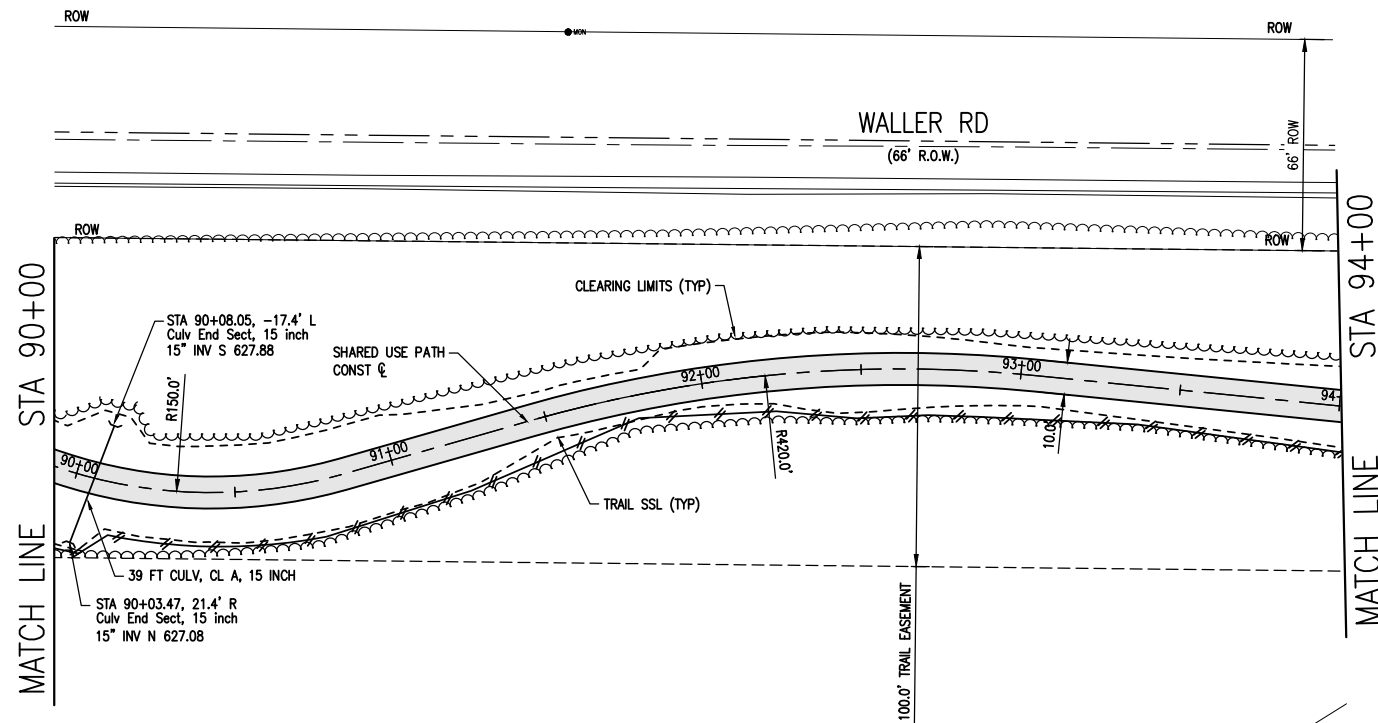 ROW
ROW
MON
WALLER RD
(66' R.O.W.)
66' ROW
ROW
ROW
STA 90+00
MATCH LINE
STA 94+00
MATCH LINE
CLEARING LIMITS (TYP)
STA 90+08.05, -17.4' L
Culv End Sect, 15 inch
15" INV S 627.88
SHARED USE PATH
CONST ℄
R150.0'
90+00
91+00
92+00
93+00
94+
R420.0'
10.0'
TRAIL SSL (TYP)
39 FT CULV, CL A, 15 INCH
STA 90+03.47, 21.4' R
Culv End Sect, 15 inch
15" INV N 627.08
100.0' TRAIL EASEMENT